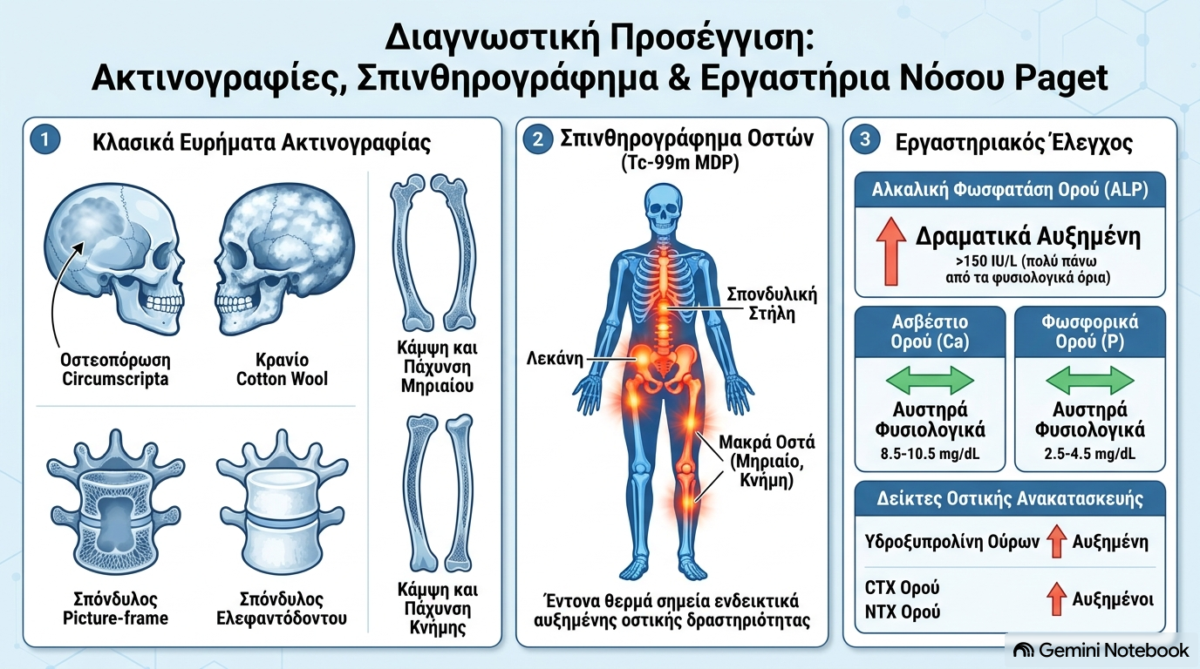 Διαγνωστική Προσέγγιση:
Ακτινογραφίες, Σπινθηρογράφημα & Εργαστήρια Νόσου Paget
1
Κλασικά Ευρήματα Ακτινογραφίας
Οστεοπόρωση
Circumscripta
Κρανίο
Cotton Wool
Κάμψη και
Πάχυνση
Μηριαίου
Σπόνδυλος
Picture-frame
Σπόνδυλος
Ελεφαντόδοντου
Κάμψη και
Πάχυνση
Κνήμης
2
Σπινθηρογράφημα Οστών
(Tc-99m MDP)
Σπονδυλική
Στήλη
Λεκάνη
Μακρά Οστά
(Μηριαίο,
Κνήμη)
Έντονα θερμά σημεία ενδεικτικά
αυξημένης οστικής δραστηριότητας
3
Εργαστηριακός Έλεγχος
Αλκαλική Φωσφατάση Ορού (ALP)
Δραματικά Αυξημένη
>150 IU/L (πολύ πάνω
από τα φυσιολογικά όρια)
Ασβέστιο
Ορού (Ca)
Αυστηρά
Φυσιολογικά
8.5-10.5 mg/dL
Φωσφορικά
Ορού (P)
Αυστηρά
Φυσιολογικά
2.5-4.5 mg/dL
Δείκτες Οστικής Ανακατασκευής
Υδροξυπρολίνη Ούρων
Αυξημένη
CTX Ορού
NTX Ορού
Αυξημένοι
Gemini Notebook